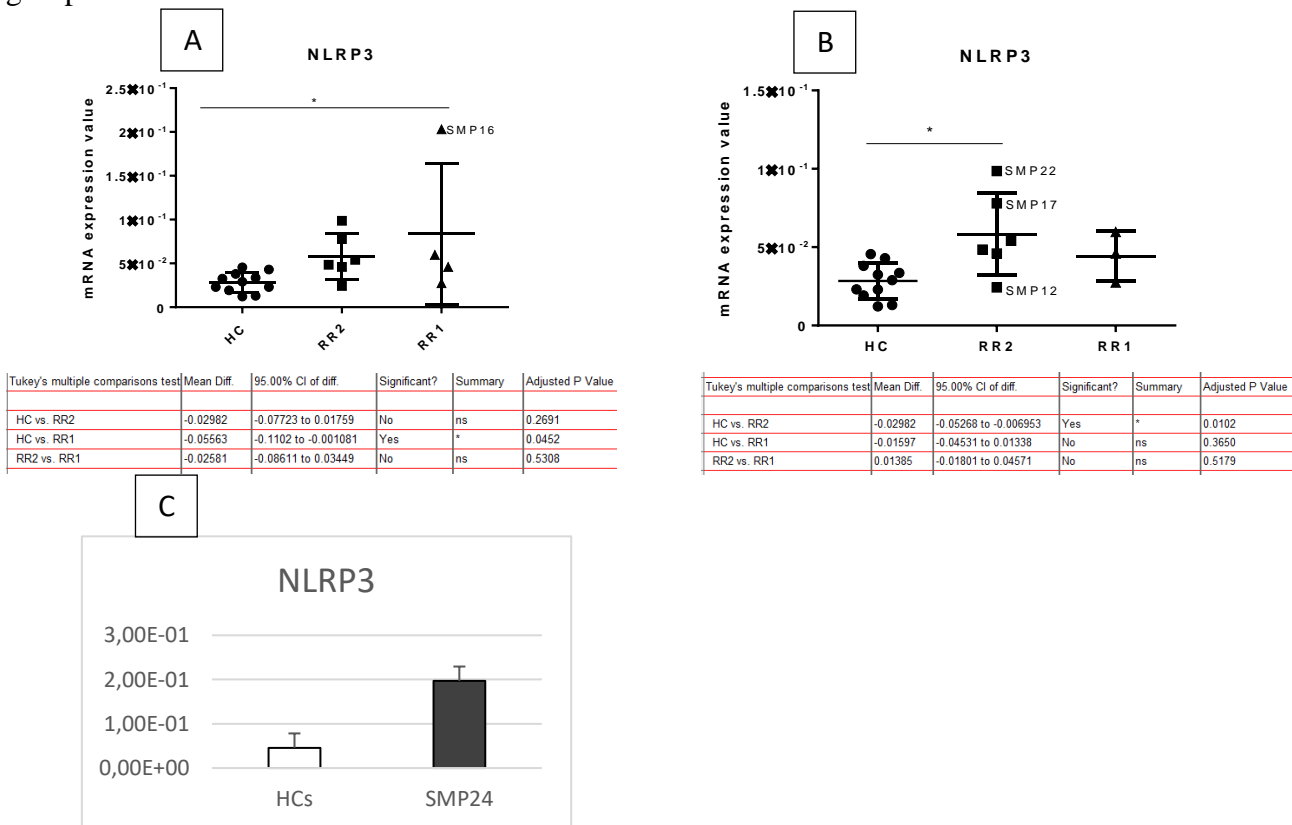 A
NLRP3
mRNA expression value
2.5✖10 -1
2✖10 -1
1.5✖10 -1
1✖10 -1
5✖10 -2
0
*
SMP16
HC
RR2
RR1
Tukey's multiple comparisons test Mean Diff. 95.00% CI of diff. Significant? Summary Adjusted P Value
HC vs. RR2 -0.02982 -0.07723 to 0.01759 No ns 0.2691
HC vs. RR1 -0.05563 -0.1102 to -0.001081 Yes * 0.0452
RR2 vs. RR1 -0.02581 -0.08611 to 0.03449 No ns 0.5308
B
NLRP3
mRNA expression value
1.5✖10 -1
1✖10 -1
5✖10 -2
0
*
SMP22
SMP17
SMP12
HC RR2 RR1
Tukey's multiple comparisons test Mean Diff. 95.00% CI of diff. Significant? Summary Adjusted P Value
HC vs. RR2 -0.02982 -0.05268 to -0.006953 Yes * 0.0102
HC vs. RR1 -0.01597 -0.04531 to 0.01338 No ns 0.3650
RR2 vs. RR1 0.01385 -0.01801 to 0.04571 No ns 0.5179
C
NLRP3
3,00E-01
2,00E-01
1,00E-01
0,00E+00
HCs SMP24